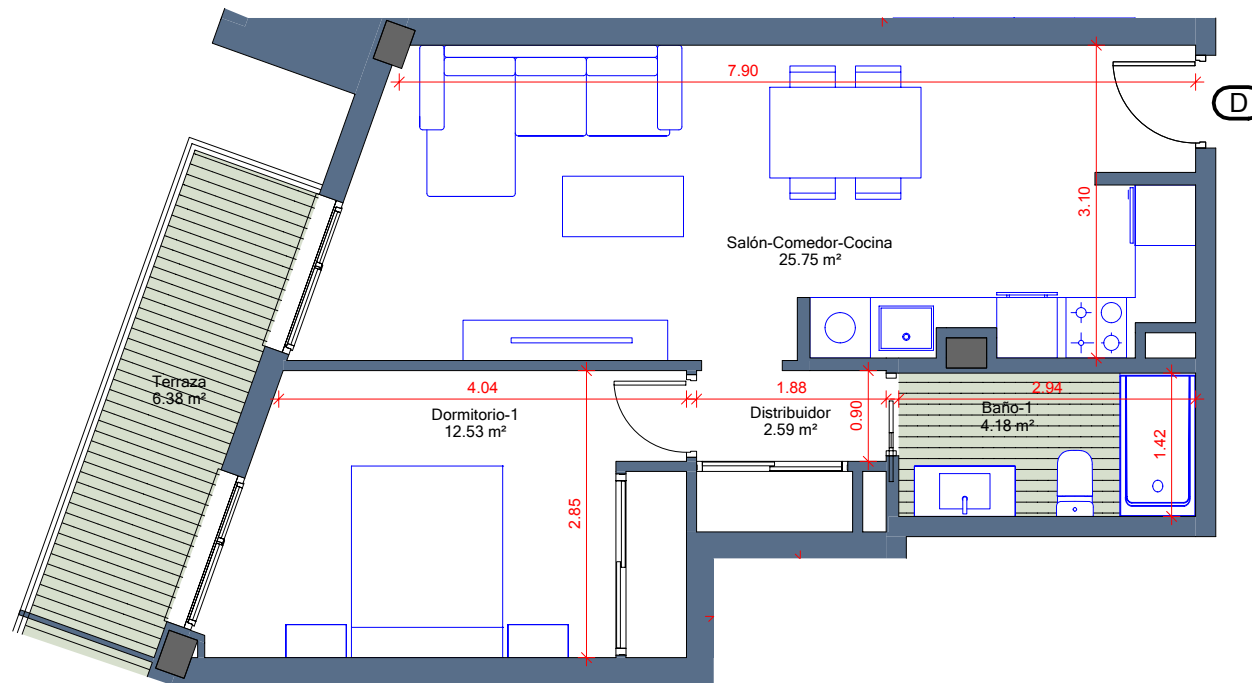 7.90
D
3.10
Salón-Comedor-Cocina
25.75 m²
Terraza
6.38 m²
4.04
Dormitorio-1
12.53 m²
2.85
1.88
Distribuidor
2.59 m²
0.90
2.94
Baño-1
4.18 m²
1.42